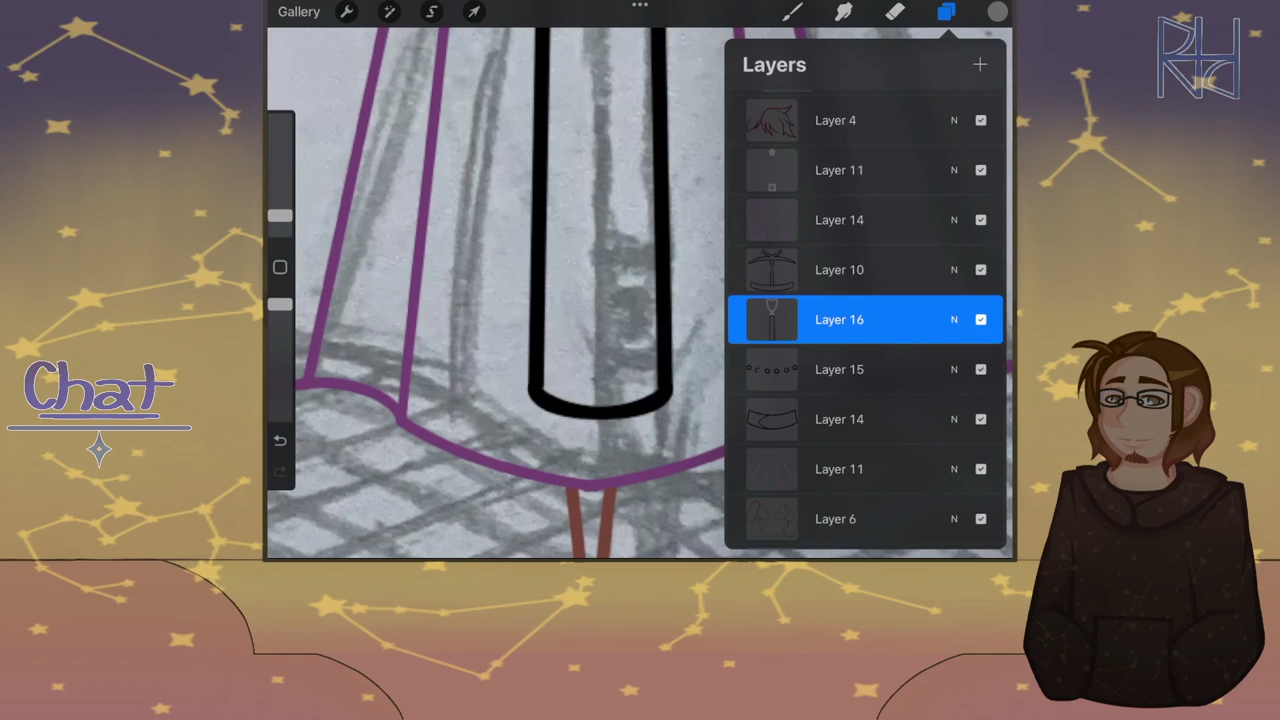 Gallery
Layers
Layer 4 N
Layer 11 N
Layer 14 N
Layer 10 N
Layer 16 N
Layer 15 N
Layer 14 N
Layer 11 N
Layer 6 N
Chat